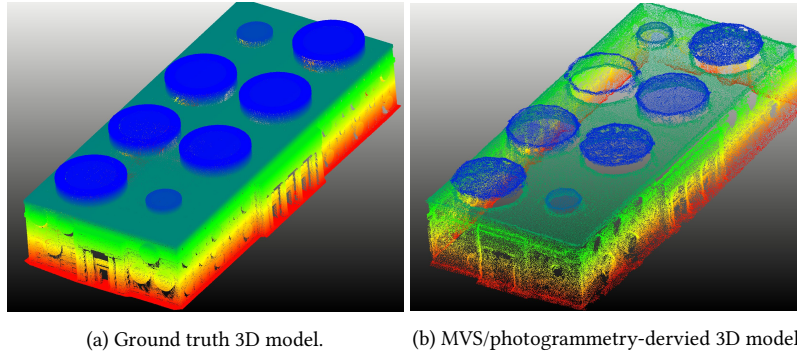 (a) Ground truth 3D model.
(b) MVS/photogrammetry-dervied 3D model